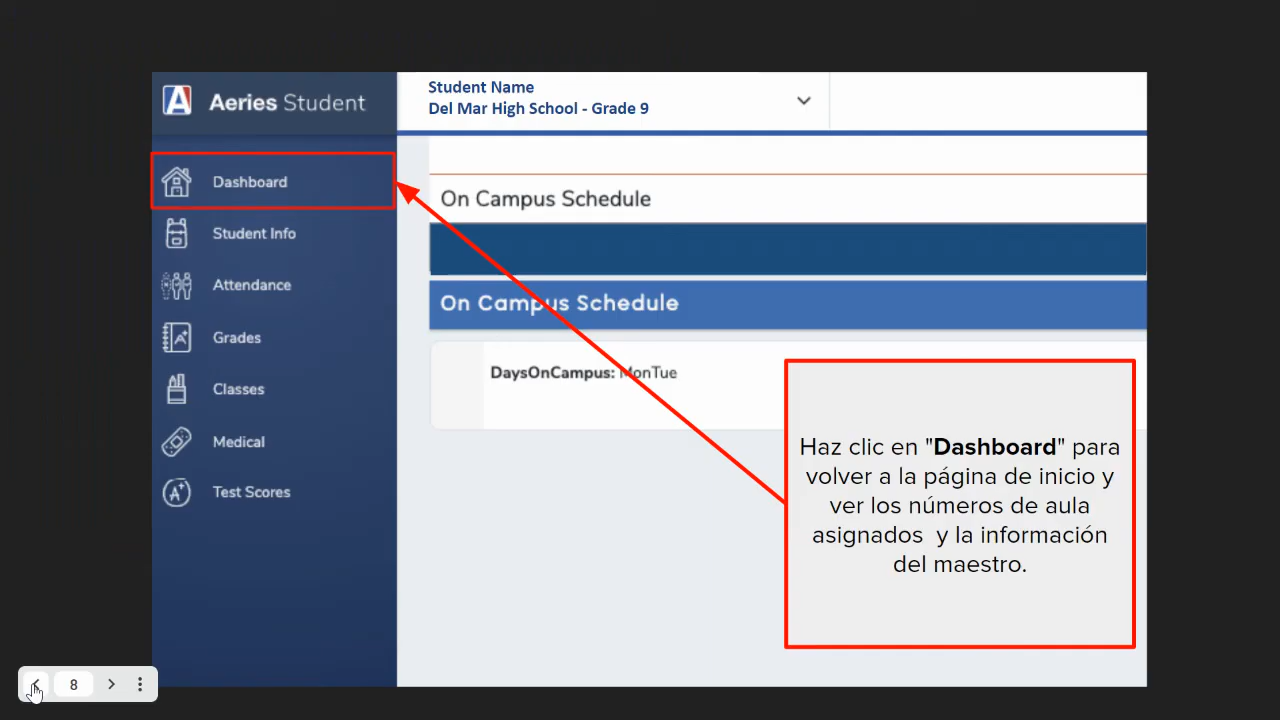 Aeries Student
Student Name
Del Mar High School - Grade 9
Dashboard
Student Info
Attendance
Grades
Classes
Medical
Test Scores
On Campus Schedule
On Campus Schedule
DaysOnCampus: MonTue
Haz clic en "Dashboard" para
volver a la página de inicio y
ver los números de aula
asignados y la información
del maestro.
8